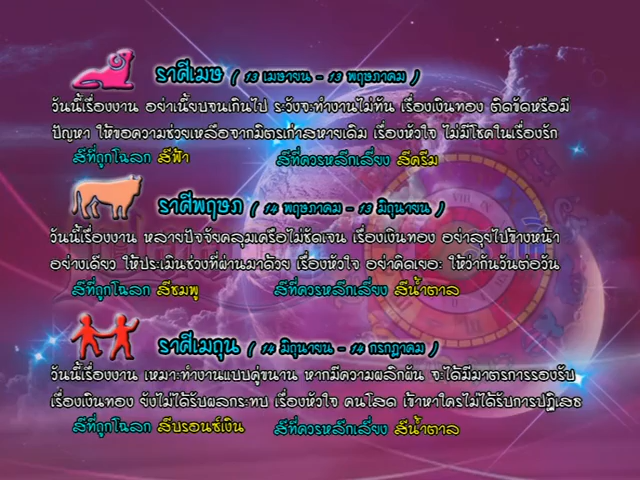 ราศีเมษ ( 13 เมษายน - 13 พฤษภาคม )
วันนี้เรื่องงาน อย่าเนี้ยบจนเกินไป ระวังจะทำงานไม่ทัน เรื่องเงินทอง ติดขัดหรือมี
ปัญหา ให้ขอความช่วยเหลือจากมิตรเก่าสหายเดิม เรื่องหัวใจ ไม่มีโชคในเรื่องรัก
สีที่ถูกโฉลก สีฟ้า สีที่ควรหลีกเลี่ยง สีครีม
ราศีพฤษภ ( 14 พฤษภาคม - 13 มิถุนายน )
วันนี้เรื่องงาน หลายปัจจัยคลุมเครือไม่ชัดเจน เรื่องเงินทอง อย่าลุยไปข้างหน้า
อย่างเดียว ให้ประเมินช่วงที่ผ่านมาด้วย เรื่องหัวใจ อย่าคิดเยอะ ให้ว่ากันวันต่อวัน
สีที่ถูกโฉลก สีชมพู สีที่ควรหลีกเลี่ยง สีน้ำตาล
ราศีเมถุน ( 14 มิถุนายน - 14 กรกฎาคม )
วันนี้เรื่องงาน เหมาะทำงานแบบคู่ขนาน หากมีความผลิกผัน จะได้มีมาตรการรองรับ
เรื่องเงินทอง ยังไม่ได้รับผลกระทบ เรื่องหัวใจ คนโสด เข้าหาใครไม่ได้รับการปฏิเสธ
สีที่ถูกโฉลก สีบรอนซ์เงิน สีที่ควรหลีกเลี่ยง สีน้ำตาล